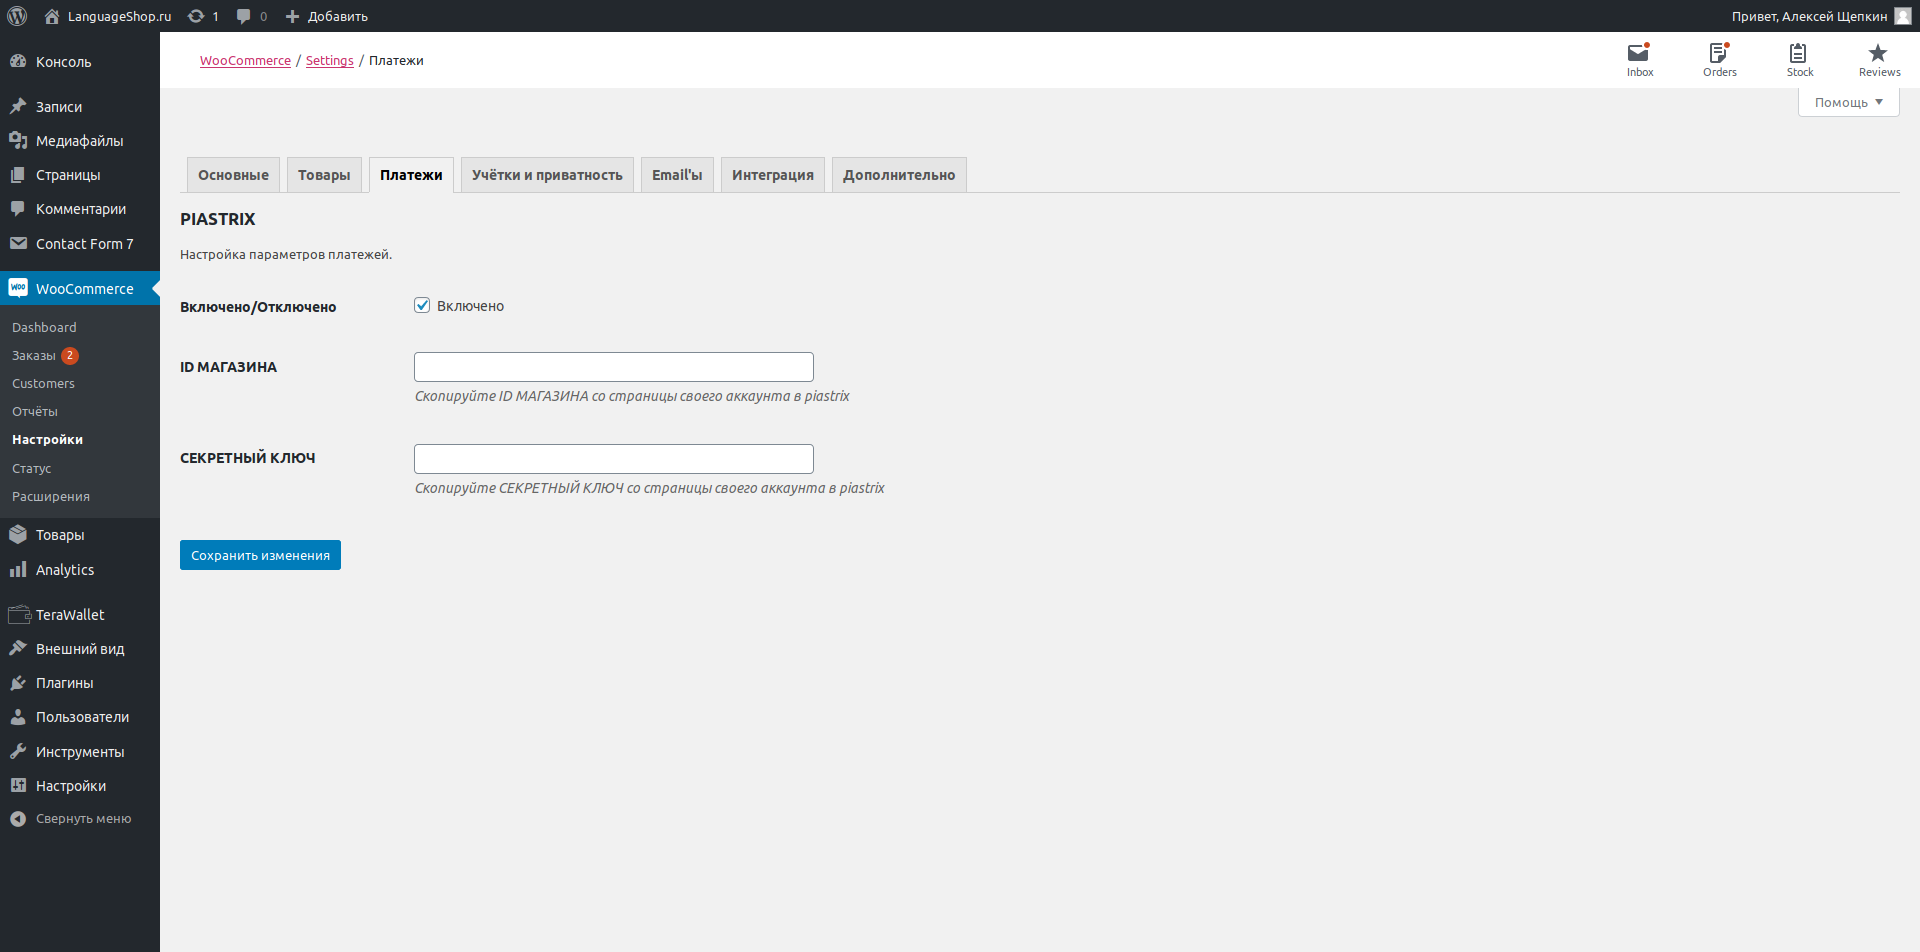 LanguageShop.ru 1 0 Добавить Привет, Алексей Щепкин
Консоль
Записи
Медиафайлы
Страницы
Комментарии
Contact Form 7
WooCommerce
Dashboard
Заказы 2
Customers
Отчёты
Настройки
Статус
Расширения
Товары
Analytics
TeraWallet
Внешний вид
Плагины
Пользователи
Инструменты
Настройки
Свернуть меню
WooCommerce / Settings / Платежи
Inbox Orders Stock Reviews
Помощь
Основные Товары Платежи Учётки и приватность Email'ы Интеграция Дополнительно
PIASTRIX
Настройка параметров платежей.
Включено/Отключено Включено
ID МАГАЗИНА
Скопируйте ID МАГАЗИНА со страницы своего аккаунта в piastrix
СЕКРЕТНЫЙ КЛЮЧ
Скопируйте СЕКРЕТНЫЙ КЛЮЧ со страницы своего аккаунта в piastrix
Сохранить изменения